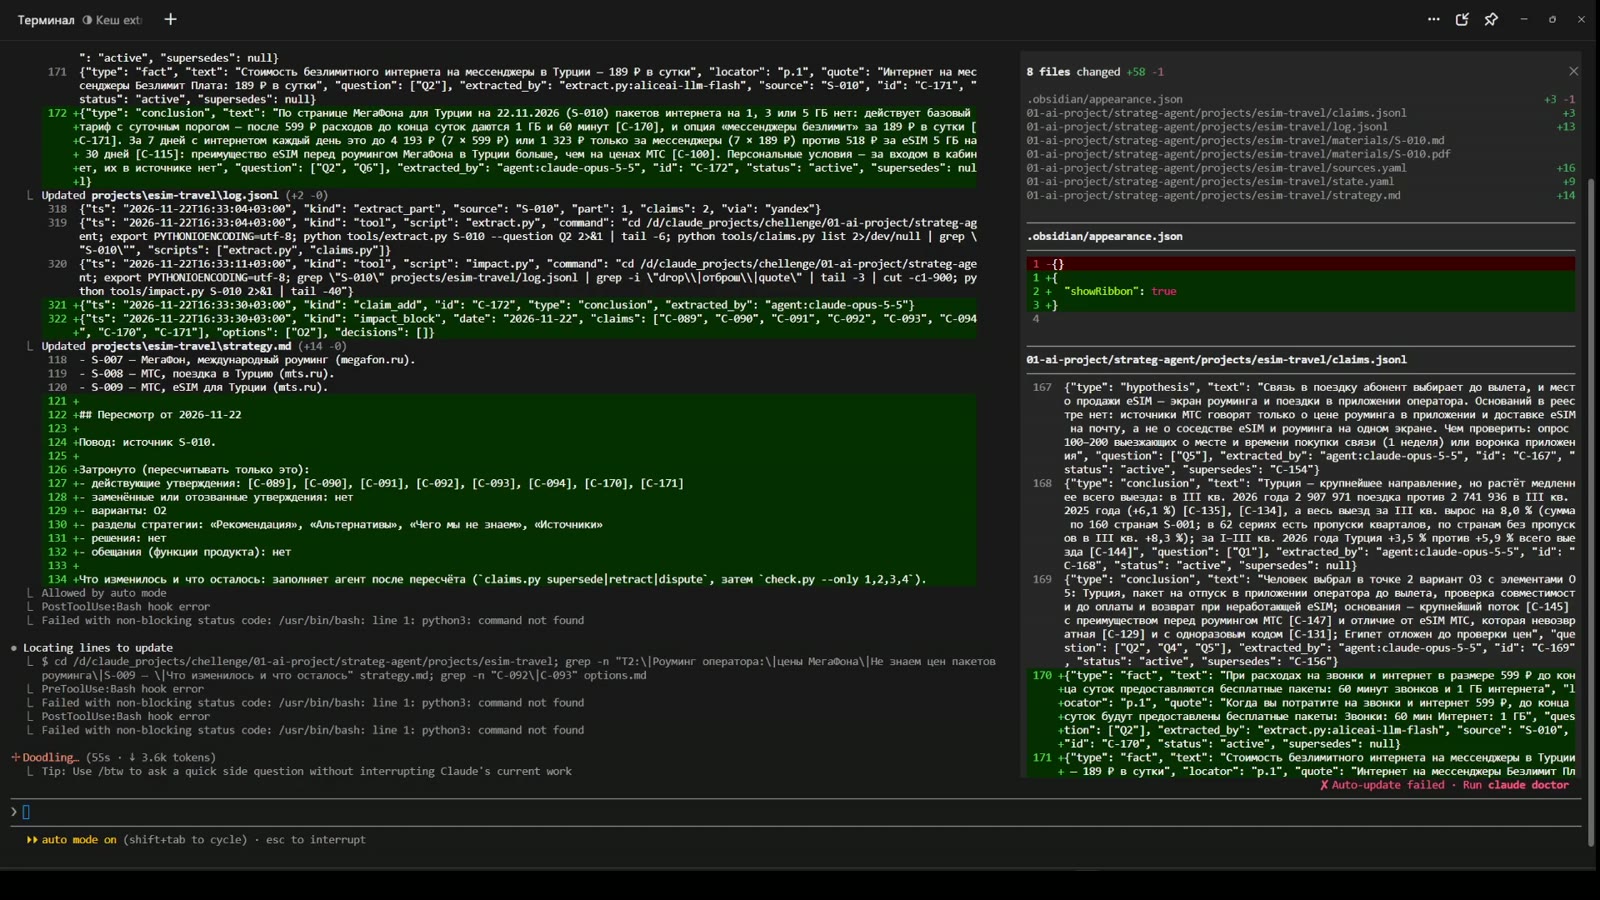 Терминал
Кеш ext
": "active", "supersedes": null}
171 {"type": "fact", "text": "Стоимость безлимитного интернета на мессенджеры в Турции — 189 ₽ в сутки", "locator": "p.1", "quote": "Интернет на мес
сенджеры Безлимит Плата: 189 ₽ в сутки", "question": ["Q2"], "extracted_by": "extract.py:aliceai-llm-flash", "source": "S-010", "id": "C-171", "
status": "active", "supersedes": null}
172 +{"type": "conclusion", "text": "По странице МегаФона для Турции на 22.11.2026 (S-010) пакетов интернета на 1, 3 или 5 ГБ нет: действует базовый
+тариф с суточным порогом — после 599 ₽ расходов до конца суток даются 1 ГБ и 60 минут [C-170], и опция «мессенджеры безлимит» за 189 ₽ в сутки [
+C-171]. За 7 дней с интернетом каждый день это до 4 193 ₽ (7 × 599 ₽) или 1 323 ₽ только за мессенджеры (7 × 189 ₽) против 518 ₽ за eSIM 5 ГБ на
+ 30 дней [C-115]: преимущество eSIM перед роумингом МегаФона в Турции больше, чем на ценах МТС [C-100]. Персональные условия — за входом в кабин
+ет, их в источнике нет", "question": ["Q2", "Q6"], "extracted_by": "agent:claude-opus-5-5", "id": "C-172", "status": "active", "supersedes": nul
+l}
Updated projects\esim-travel\log.jsonl (+2 -0)
318 {"ts": "2026-11-22T16:33:04+03:00", "kind": "extract_part", "source": "S-010", "part": 1, "claims": 2, "via": "yandex"}
319 {"ts": "2026-11-22T16:33:04+03:00", "kind": "tool", "script": "extract.py", "command": "cd /d/claude_projects/chellenge/01-ai-project/strateg-ag
ent; export PYTHONIOENCODING=utf-8; python tools/extract.py S-010 --question Q2 2>&1 | tail -6; python tools/claims.py list 2>/dev/null | grep \
"S-010\"", "scripts": ["extract.py", "claims.py"]}
320 {"ts": "2026-11-22T16:33:11+03:00", "kind": "tool", "script": "impact.py", "command": "cd /d/claude_projects/chellenge/01-ai-project/strateg-age
nt; export PYTHONIOENCODING=utf-8; grep \"S-010\" projects/esim-travel/log.jsonl | grep -i \"drop\\|отброш\\|quote\" | tail -3 | cut -c1-900; py
thon tools/impact.py S-010 2>&1 | tail -40"}
321 +{"ts": "2026-11-22T16:33:30+03:00", "kind": "claim_add", "id": "C-172", "type": "conclusion", "extracted_by": "agent:claude-opus-5-5"}
322 +{"ts": "2026-11-22T16:33:30+03:00", "kind": "impact_block", "date": "2026-11-22", "claims": ["C-089", "C-090", "C-091", "C-092", "C-093", "C-094
+", "C-170", "C-171"], "options": ["O2"], "decisions": []}
Updated projects\esim-travel\strategy.md (+14 -0)
118 - S-007 — МегаФон, международный роуминг (megafon.ru).
119 - S-008 — МТС, поездка в Турцию (mts.ru).
120 - S-009 — МТС, eSIM для Турции (mts.ru).
121 +
122 +## Пересмотр от 2026-11-22
123 +
124 +Повод: источник S-010.
125 +
126 +Затронуто (пересчитывать только это):
127 +- действующие утверждения: [C-089], [C-090], [C-091], [C-092], [C-093], [C-094], [C-170], [C-171]
128 +- заменённые или отозванные утверждения: нет
129 +- варианты: O2
130 +- разделы стратегии: «Рекомендация», «Альтернативы», «Чего мы не знаем», «Источники»
131 +- решения: нет
132 +- обещания (функции продукта): нет
133 +
134 +Что изменилось и что осталось: заполняет агент после пересчёта (`claims.py supersede|retract|dispute`, затем `check.py --only 1,2,3,4`).
Allowed by auto mode
PostToolUse:Bash hook error
Failed with non-blocking status code: /usr/bin/bash: line 1: python3: command not found
● Locating lines to update
$ cd /d/claude_projects/chellenge/01-ai-project/strateg-agent/projects/esim-travel; grep -n "T2:\|Роуминг оператора:\|цены МегаФона\|Не знаем цен пакетов
роуминга\|S-009 — \|Что изменилось и что осталось" strategy.md; grep -n "C-092\|C-093" options.md
PreToolUse:Bash hook error
Failed with non-blocking status code: /usr/bin/bash: line 1: python3: command not found
PostToolUse:Bash hook error
Failed with non-blocking status code: /usr/bin/bash: line 1: python3: command not found
Doodling… (55s · ↓ 3.6k tokens)
Tip: Use /btw to ask a quick side question without interrupting Claude's current work
8 files changed +58 -1
.obsidian/appearance.json +3 -1
01-ai-project/strateg-agent/projects/esim-travel/claims.jsonl +3
01-ai-project/strateg-agent/projects/esim-travel/log.jsonl +13
01-ai-project/strateg-agent/projects/esim-travel/materials/S-010.md
01-ai-project/strateg-agent/projects/esim-travel/materials/S-010.pdf
01-ai-project/strateg-agent/projects/esim-travel/sources.yaml +16
01-ai-project/strateg-agent/projects/esim-travel/state.yaml +9
01-ai-project/strateg-agent/projects/esim-travel/strategy.md +14
.obsidian/appearance.json
1 -{}
1 +{
2 + "showRibbon": true
3 +}
4
01-ai-project/strateg-agent/projects/esim-travel/claims.jsonl
167 {"type": "hypothesis", "text": "Связь в поездку абонент выбирает до вылета, и мест
о продажи eSIM — экран роуминга и поездки в приложении оператора. Оснований в реес
тре нет: источники МТС говорят только о цене роуминга в приложении и доставке eSIM
на почту, а не о соседстве eSIM и роуминга на одном экране. Чем проверить: опрос
100–200 выезжающих о месте и времени покупки связи (1 неделя) или воронка приложен
ия", "question": ["Q5"], "extracted_by": "agent:claude-opus-5-5", "id": "C-167", "
status": "active", "supersedes": "C-154"}
168 {"type": "conclusion", "text": "Турция — крупнейшее направление, но растёт медленн
ее всего выезда: в III кв. 2026 года 2 907 971 поездка против 2 741 936 в III кв.
2025 года (+6,1 %) [C-135], [C-134], а весь выезд за III кв. вырос на 8,0 % (сумма
по 160 странам S-001; в 62 сериях есть пропуски кварталов, по странам без пропуск
ов в III кв. +8,3 %); за I–III кв. 2026 года Турция +3,5 % против +5,9 % всего вые
зда [C-144]", "question": ["Q1"], "extracted_by": "agent:claude-opus-5-5", "id": "
C-168", "status": "active", "supersedes": null}
169 {"type": "conclusion", "text": "Человек выбрал в точке 2 вариант O3 с элементами O
5: Турция, пакет на отпуск в приложении оператора до вылета, проверка совместимост
и до оплаты и возврат при неработающей eSIM; основания — крупнейший поток [C-145]
с преимуществом перед роумингом МТС [C-147] и отличие от eSIM МТС, которая невозвр
атная [C-129] и с одноразовым кодом [C-131]; Египет отложен до проверки цен", "que
stion": ["Q2", "Q4", "Q5"], "extracted_by": "agent:claude-opus-5-5", "id": "C-169"
, "status": "active", "supersedes": "C-156"}
170 +{"type": "fact", "text": "При расходах на звонки и интернет в размере 599 ₽ до кон
+ца суток предоставляются бесплатные пакеты: 60 минут звонков и 1 ГБ интернета", "l
+ocator": "p.1", "quote": "Когда вы потратите на звонки и интернет 599 ₽, до конца
+суток будут предоставлены бесплатные пакеты: Звонки: 60 мин Интернет: 1 ГБ", "ques
+tion": ["Q2"], "extracted_by": "extract.py:aliceai-llm-flash", "source": "S-010",
+"id": "C-170", "status": "active", "supersedes": null}
171 +{"type": "fact", "text": "Стоимость безлимитного интернета на мессенджеры в Турции
+ — 189 ₽ в сутки", "locator": "p.1", "quote": "Интернет на мессенджеры Безлимит Пл
✗ Auto-update failed · Run claude doctor
❯
⏵⏵ auto mode on (shift+tab to cycle) · esc to interrupt